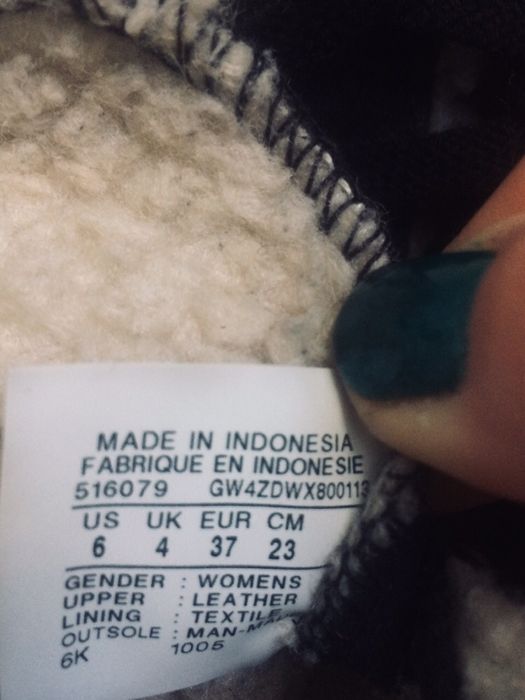 MADE IN INDONESIA
FABRIQUE EN INDONESIE
516079 GW4ZDWX800113
US UK EUR CM
6 4 37 23
GENDER : WOMENS
UPPER : LEATHER
LINING : TEXTILE
OUTSOLE : MAN-
6K 1005